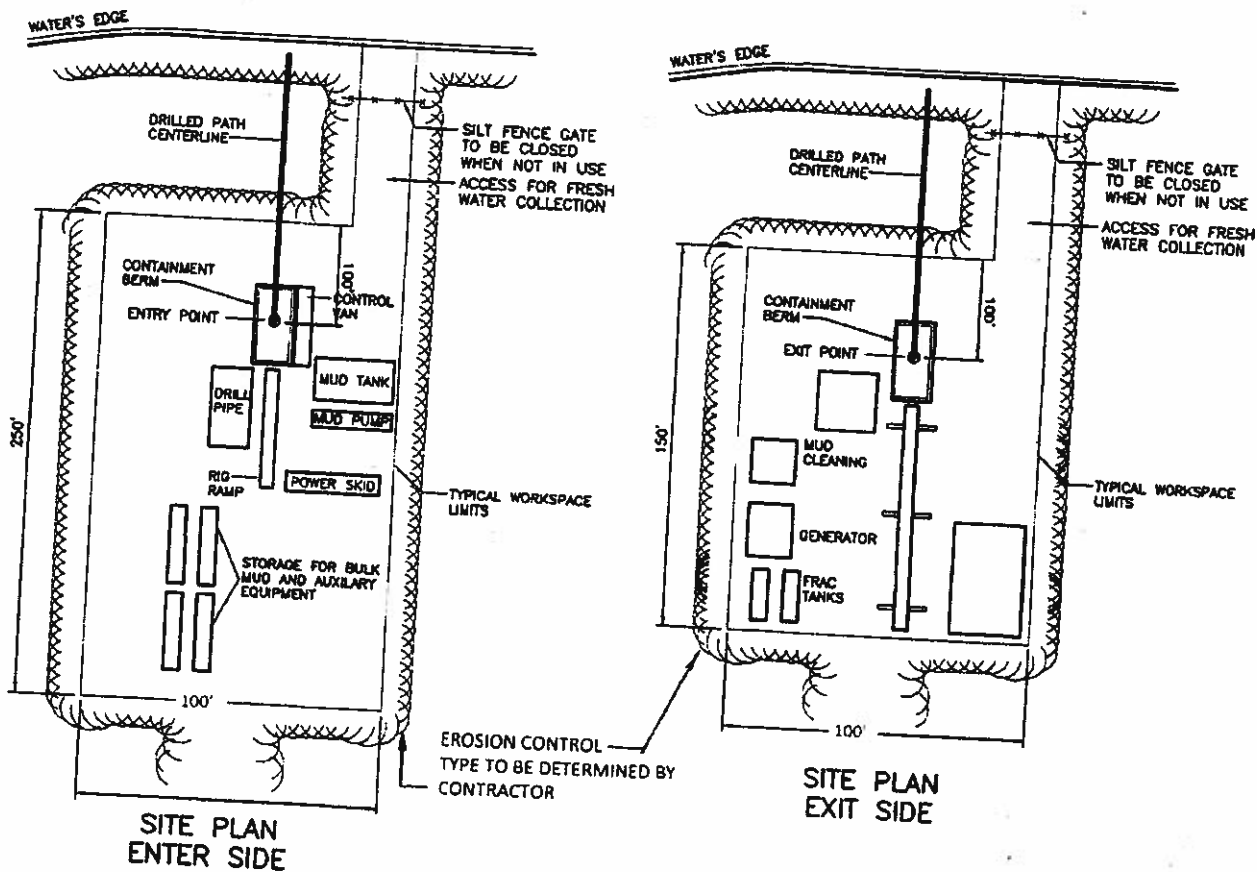 WATER'S EDGE
DRILLED PATH
CENTERLINE
SILT FENCE GATE
TO BE CLOSED
WHEN NOT IN USE
ACCESS FOR FRESH
WATER COLLECTION
CONTAINMENT
BERM
ENTRY POINT
100'
CONTROL
VAN
DRILL
PIPE
MUD TANK
MUD PUMP
250'
RIG
RAMP
POWER SKID
TYPICAL WORKSPACE
LIMITS
STORAGE FOR BULK
MUD AND AUXILARY
EQUIPMENT
100'
SITE PLAN
ENTER SIDE
EROSION CONTROL
TYPE TO BE DETERMINED BY
CONTRACTOR
WATER'S EDGE
DRILLED PATH
CENTERLINE
SILT FENCE GATE
TO BE CLOSED
WHEN NOT IN USE
ACCESS FOR FRESH
WATER COLLECTION
CONTAINMENT
BERM
EXIT POINT
100'
150'
MUD
CLEANING
GENERATOR
FRAC
TANKS
TYPICAL WORKSPACE
LIMITS
100'
SITE PLAN
EXIT SIDE